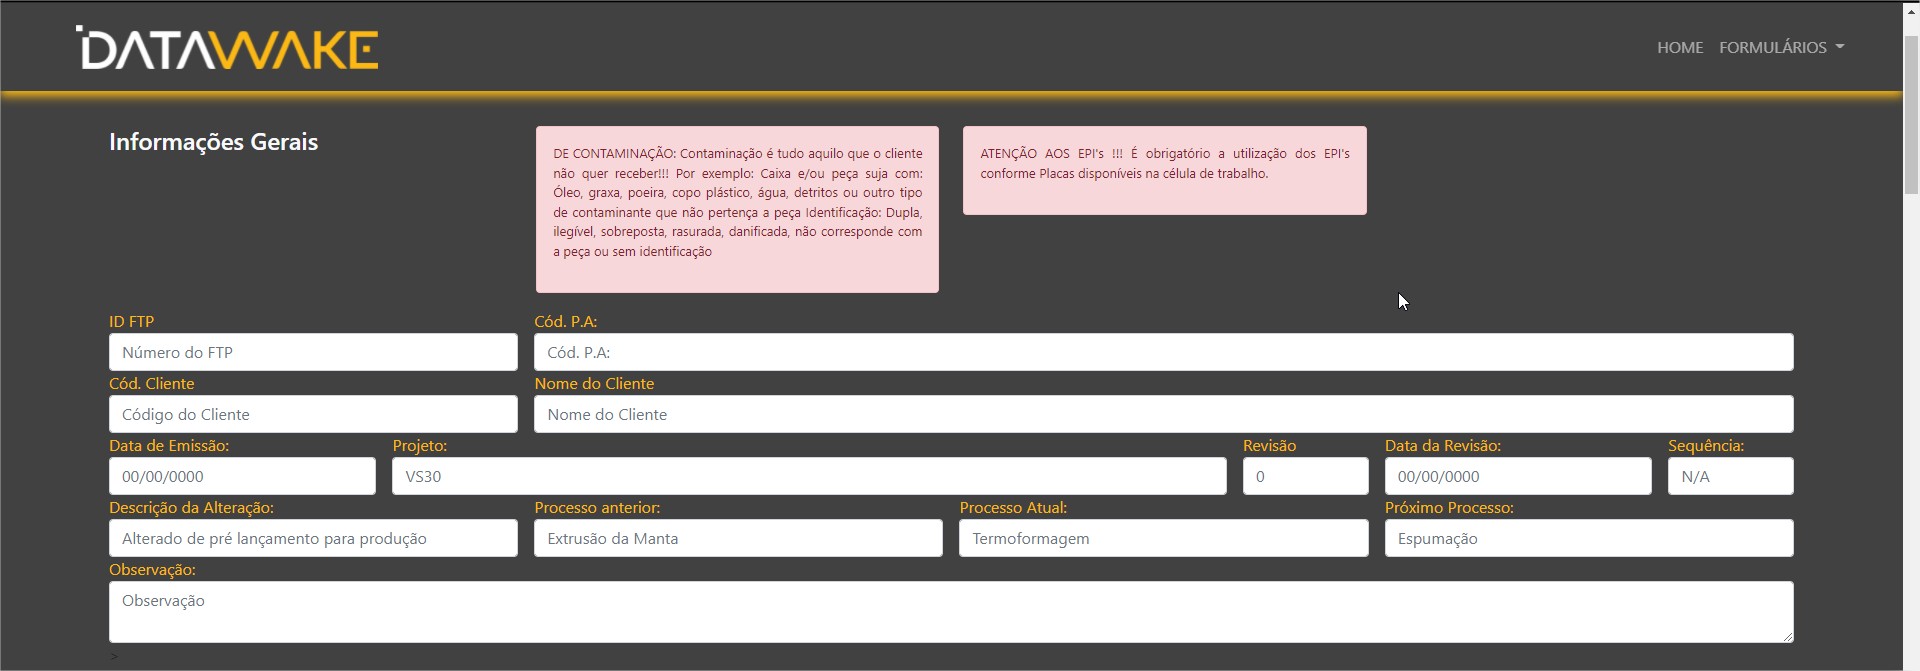 DATAWAKE
HOME FORMULÁRIOS
Informações Gerais
DE CONTAMINAÇÃO: Contaminação é tudo aquilo que o cliente
não quer receber!!! Por exemplo: Caixa e/ou peça suja com:
Óleo, graxa, poeira, copo plástico, água, detritos ou outro tipo
de contaminante que não pertença a peça Identificação: Dupla,
ilegível, sobreposta, rasurada, danificada, não corresponde com
a peça ou sem identificação
ATENÇÃO AOS EPI's !!! É obrigatório a utilização dos EPI's
conforme Placas disponíveis na célula de trabalho.
ID FTP
Número do FTP
Cód. P.A:
Cód. P.A:
Cód. Cliente
Código do Cliente
Nome do Cliente
Nome do Cliente
Data de Emissão:
00/00/0000
Projeto:
VS30
Revisão
0
Data da Revisão:
00/00/0000
Sequência:
N/A
Descrição da Alteração:
Alterado de pré lançamento para produção
Processo anterior:
Extrusão da Manta
Processo Atual:
Termoformagem
Próximo Processo:
Espumação
Observação:
Observação
>